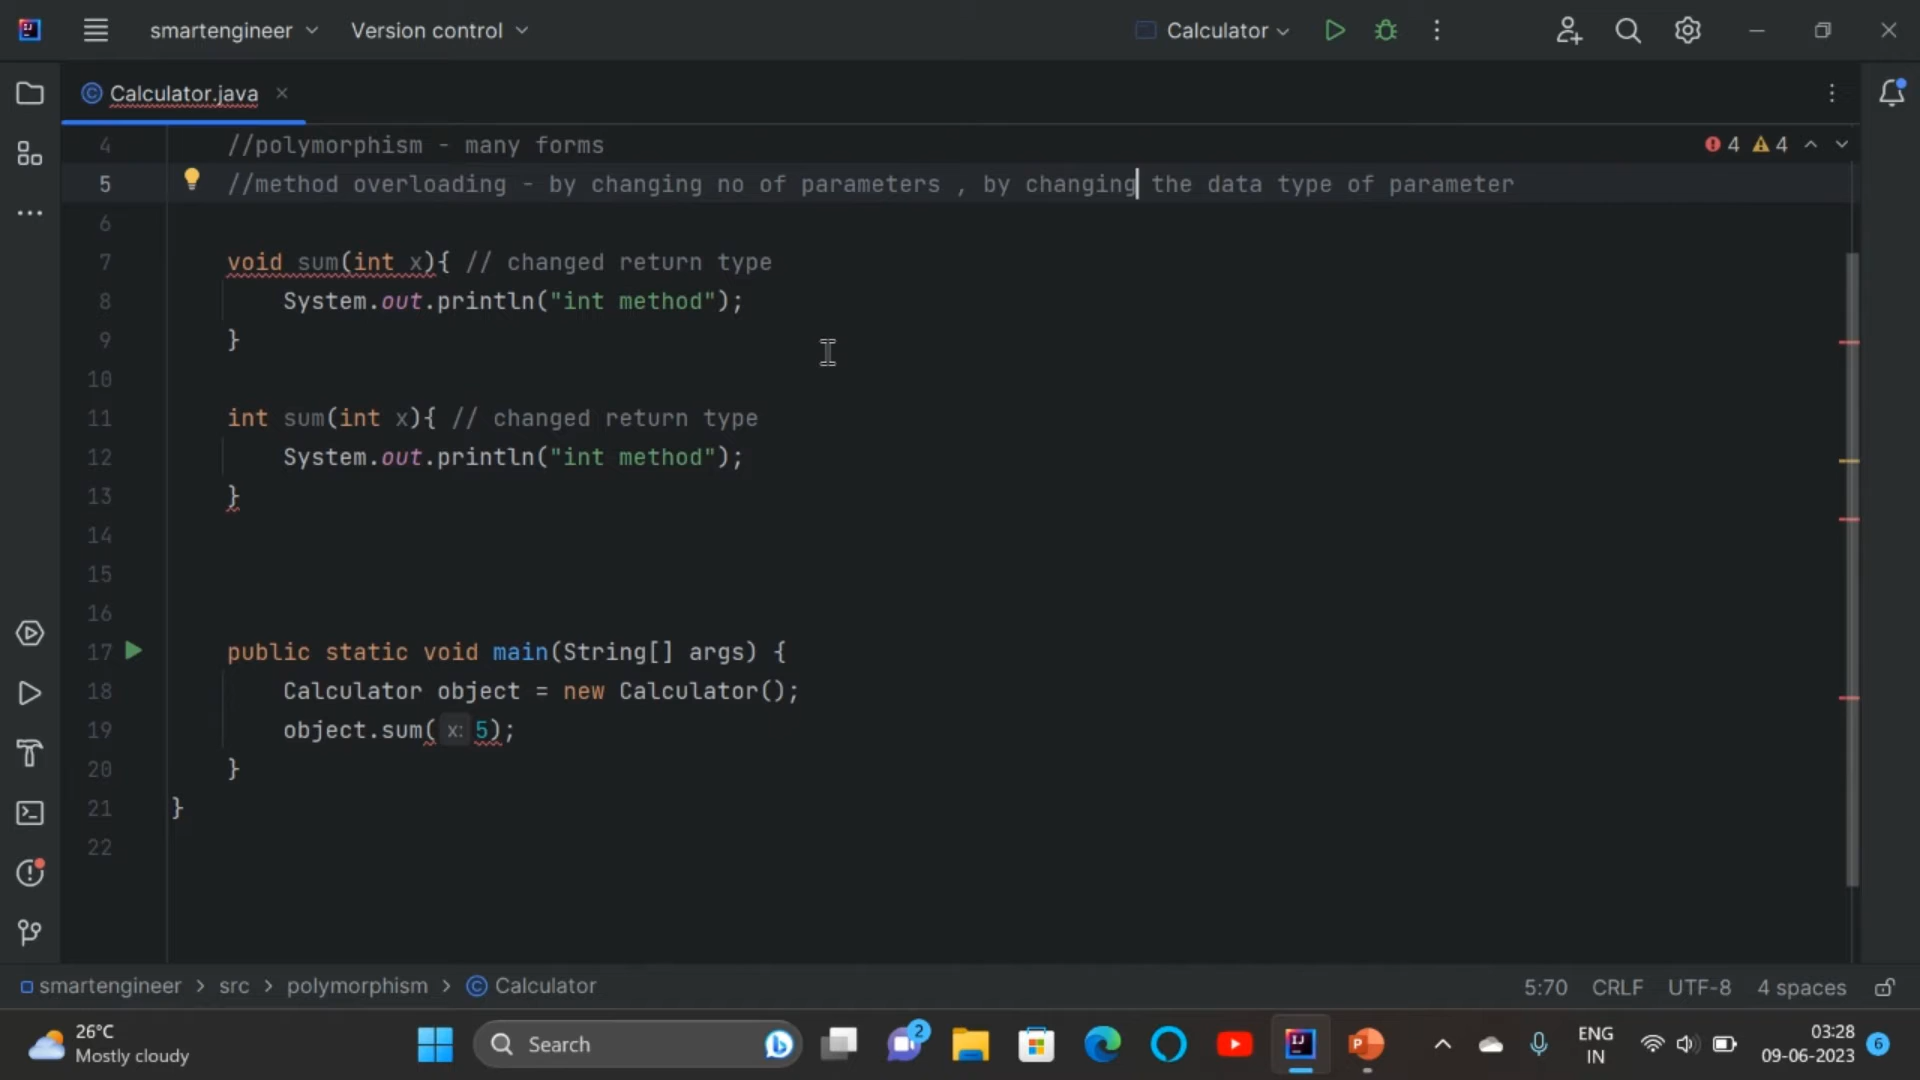 smartengineer Version control Calculator
Calculator.java
4 //polymorphism - many forms 4 4
5 //method overloading - by changing no of parameters , by changing the data type of parameter
6
7 void sum(int x){ // changed return type
8 System.out.println("int method");
9 }
10
11 int sum(int x){ // changed return type
12 System.out.println("int method");
13 }
14
15
16
17 public static void main(String[] args) {
18 Calculator object = new Calculator();
19 object.sum( x: 5);
20 }
21 }
22
smartengineer > src > polymorphism > Calculator 5:70 CRLF UTF-8 4 spaces
26°C
Mostly cloudy
Search
2
ENG
IN
03:28
09-06-2023
6